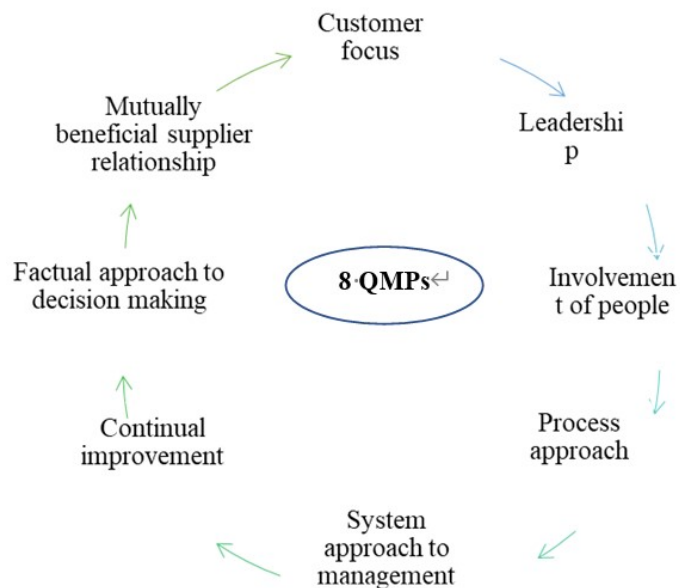 Customer
focus
Leadershi
p
Involvemen
t of people
Process
approach
System
approach to
management
Continual
improvement
Factual approach to
decision making
Mutually
beneficial supplier
relationship
8·QMPs↵